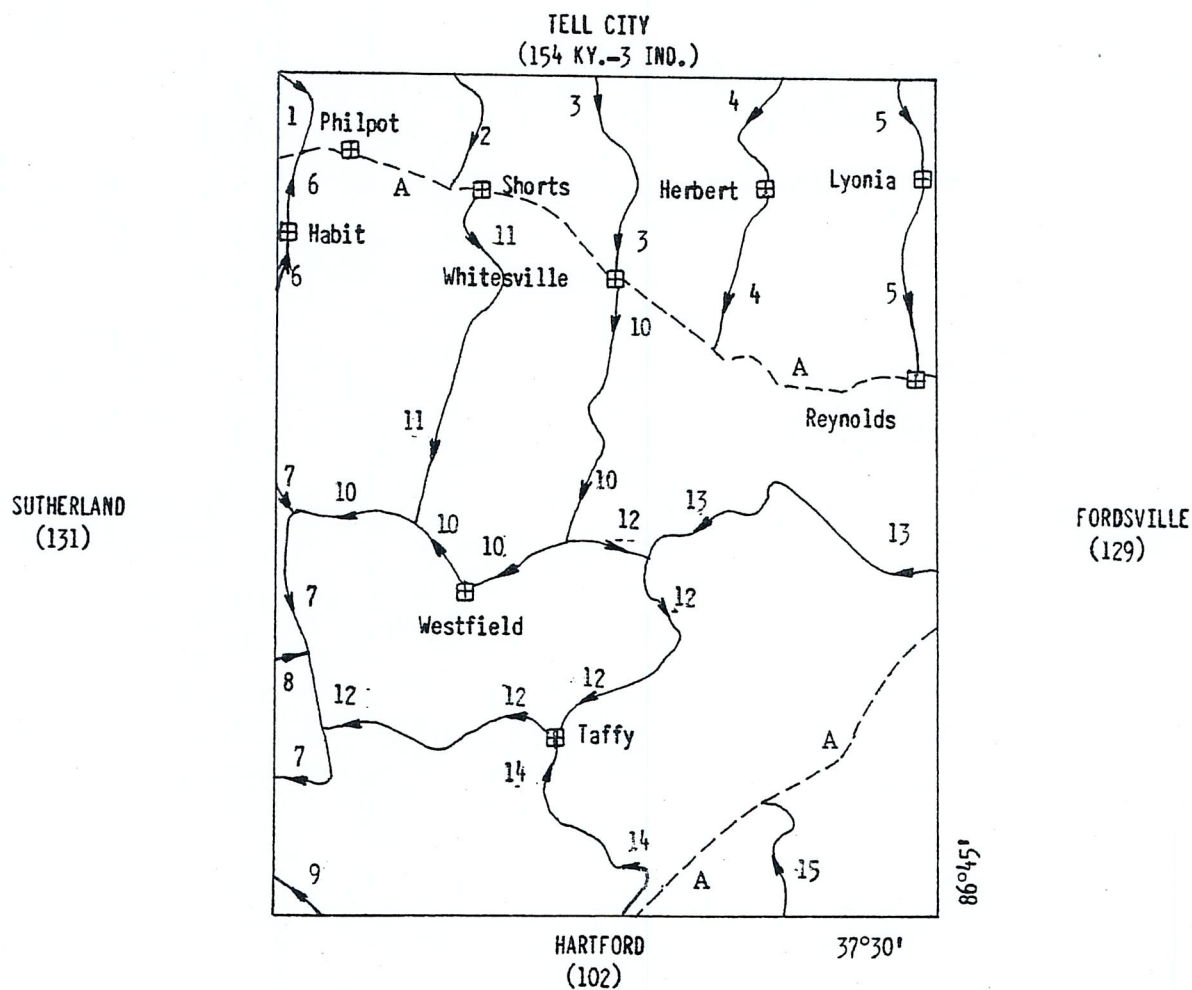 TELL CITY
(154 KY.-3 IND.)
1
Philpot
2
3
4
5
6
A
Shorts
Herbert
Lyonia
Habit
11
3
6
Whitesville
4
5
10
A
Reynolds
11
7
10
10
10
12
13
13
SUTHERLAND
(131)
FORDSVILLE
(129)
10
7
12
Westfield
8
12
12
12
7
Taffy
A
14
14
9
A
15
86°45'
HARTFORD
(102)
37°30'